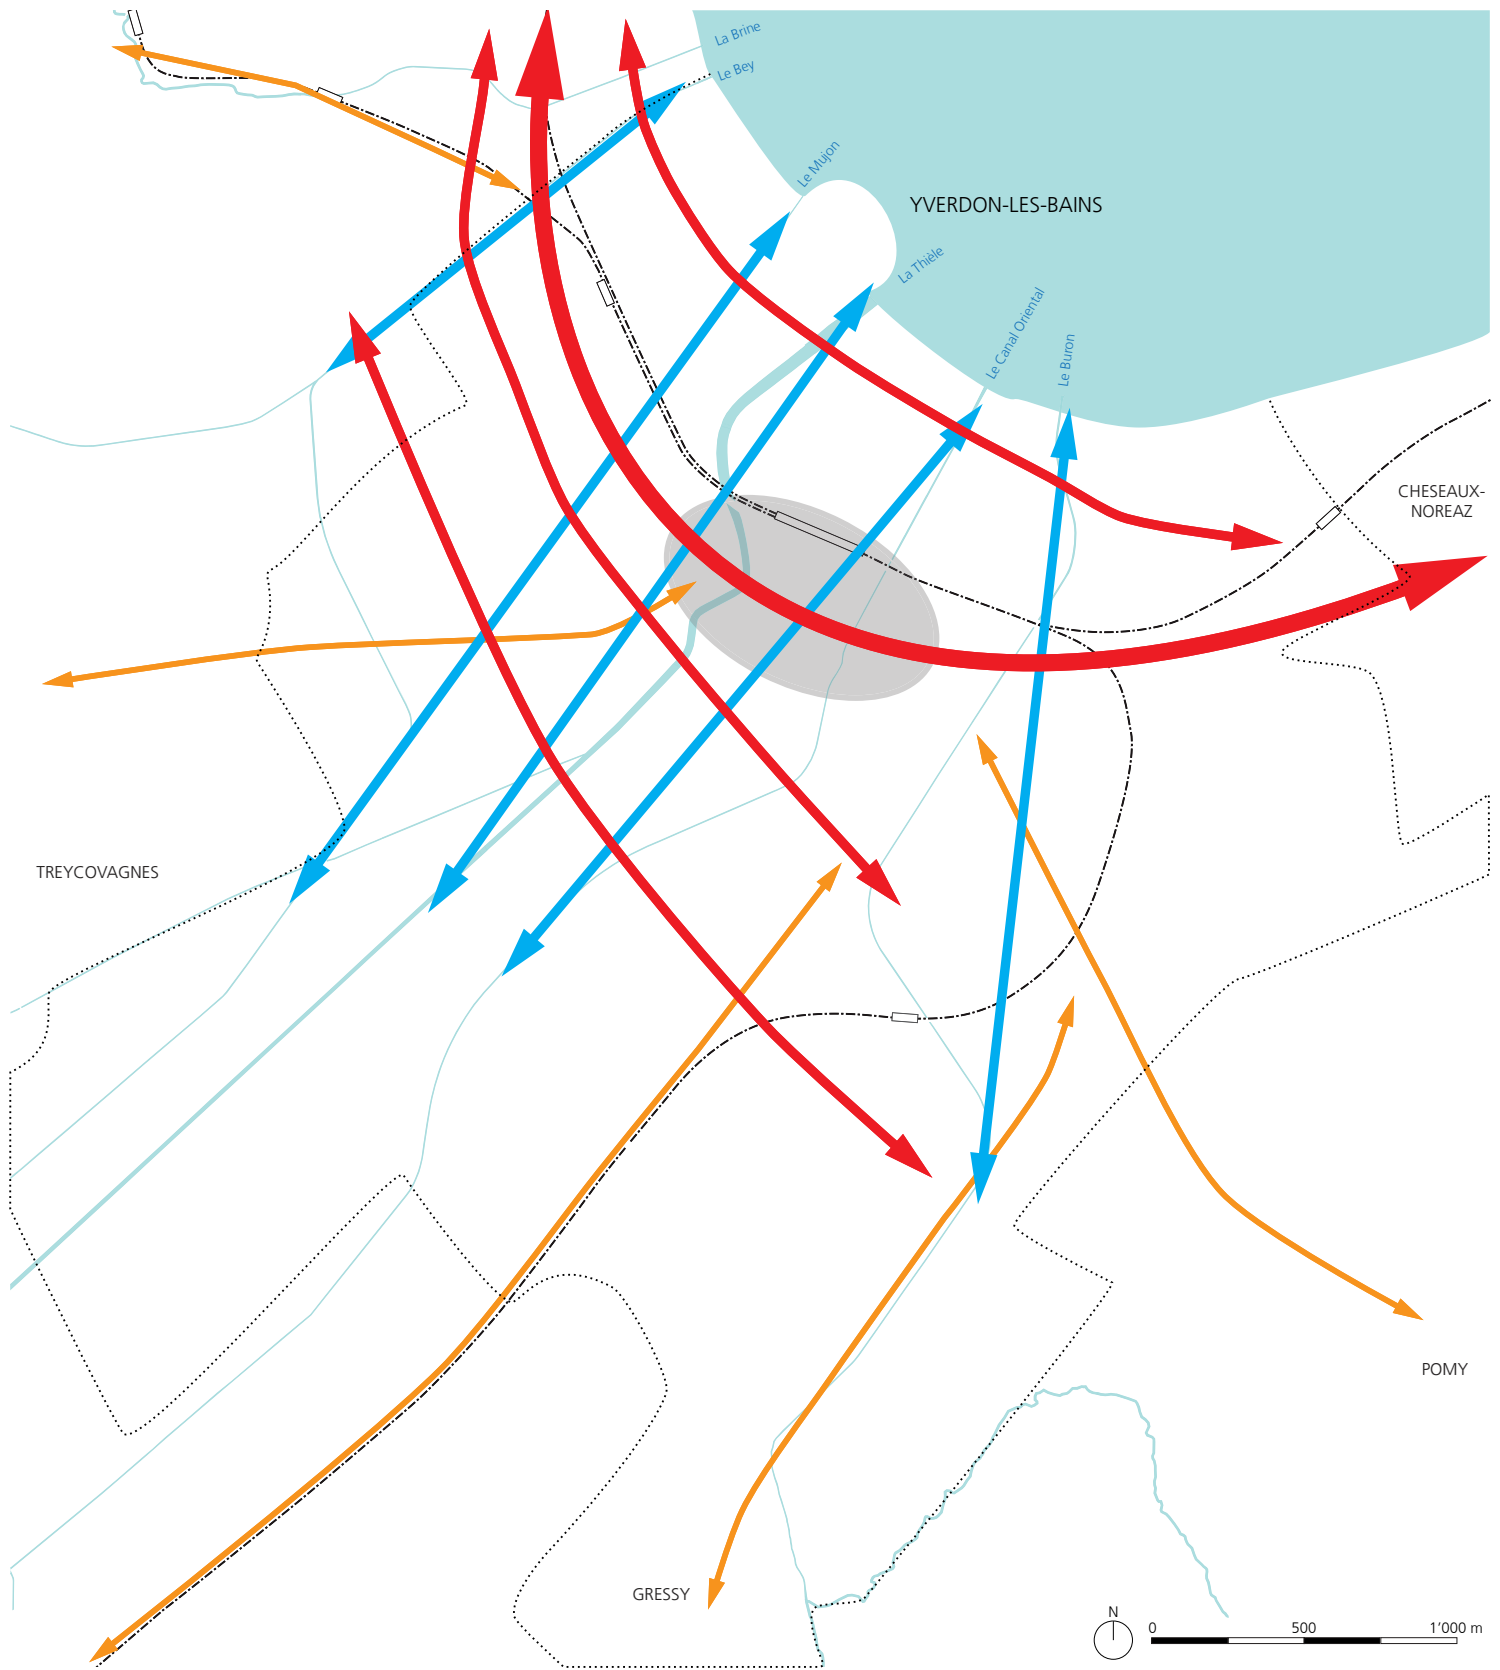 La Brine
Le Bey
Le Mujon
YVERDON-LES-BAINS
La Thièle
Le Canal Oriental
Le Buron
CHESEAUX-
NOREAZ
TREYCOVAGNES
POMY
GRESSY
N
0 500 1'000 m